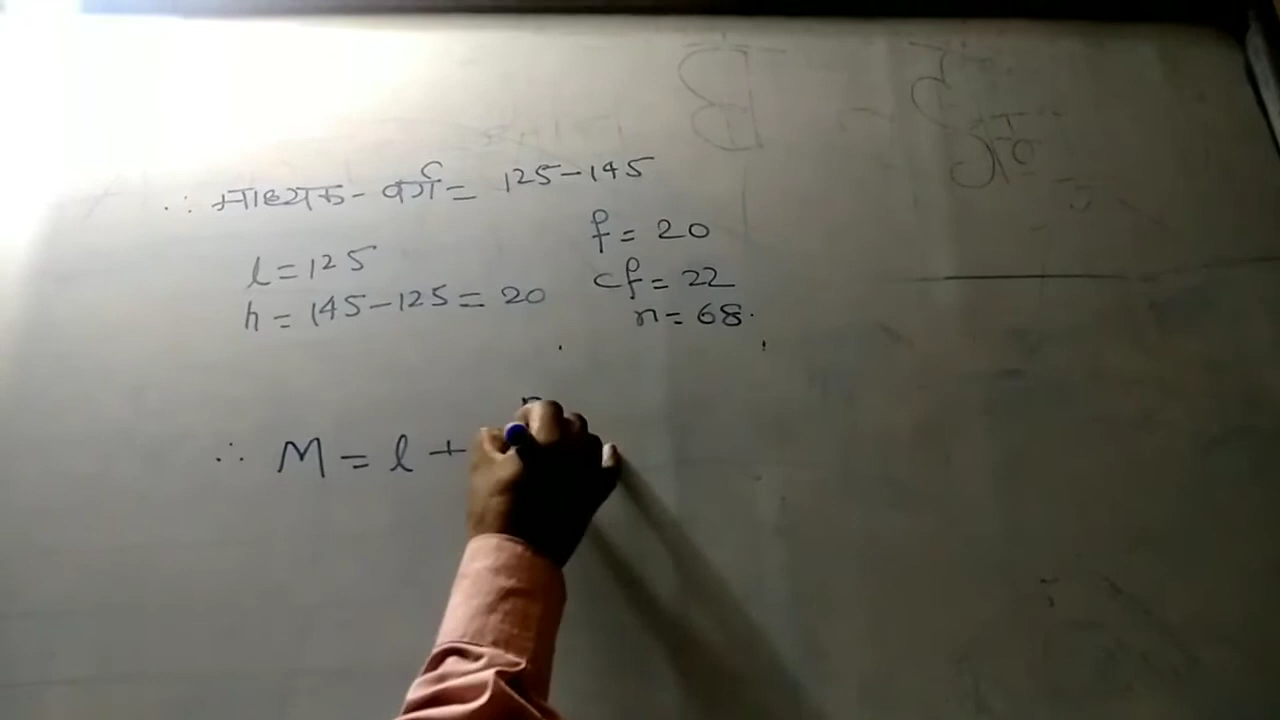 ∴ माध्यक - वर्ग = 125-145
l = 125
h = 145-125 = 20
f = 20
cf = 22
n = 68.
∴ M = l +